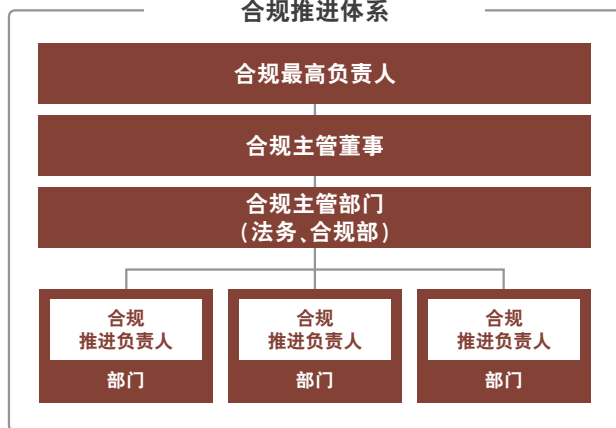 合规推进体系
合规最高负责人
合规主管董事
合规主管部门
（法务、合规部）
合规
推进负责人
部门
合规
推进负责人
部门
合规
推进负责人
部门